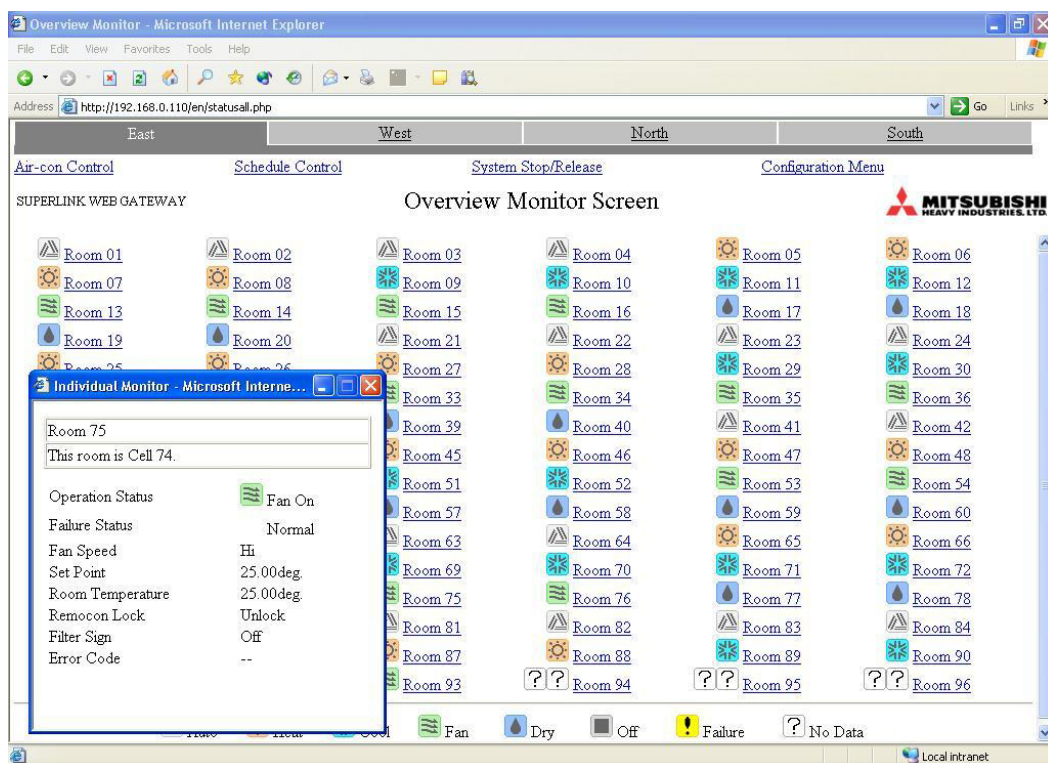 Overview Monitor - Microsoft Internet Explorer
File Edit View Favorites Tools Help
Address http://192.168.0.110/en/statusall.php Go Links
East West North South
Air-con Control Schedule Control System Stop/Release Configuration Menu
SUPERLINK WEB GATEWAY Overview Monitor Screen MITSUBISHI
HEAVY INDUSTRIES. LTD.
Room 01 Room 02 Room 03 Room 04 Room 05 Room 06
Room 07 Room 08 Room 09 Room 10 Room 11 Room 12
Room 13 Room 14 Room 15 Room 16 Room 17 Room 18
Room 19 Room 20 Room 21 Room 22 Room 23 Room 24
Room 25 Room 26 Room 27 Room 28 Room 29 Room 30
Room 33 Room 34 Room 35 Room 36
Room 39 Room 40 Room 41 Room 42
Room 45 Room 46 Room 47 Room 48
Room 51 Room 52 Room 53 Room 54
Room 57 Room 58 Room 59 Room 60
Room 63 Room 64 Room 65 Room 66
Room 69 Room 70 Room 71 Room 72
Room 75 Room 76 Room 77 Room 78
Room 81 Room 82 Room 83 Room 84
Room 87 Room 88 Room 89 Room 90
Room 93 ?? Room 94 ?? Room 95 ?? Room 96
Fan Dry Off ! Failure ? No Data
Local intranet
Individual Monitor - Microsoft Interne...
Room 75
This room is Cell 74.
Operation Status Fan On
Failure Status Normal
Fan Speed Hi
Set Point 25.00deg.
Room Temperature 25.00deg.
Remocon Lock Unlock
Filter Sign Off
Error Code --